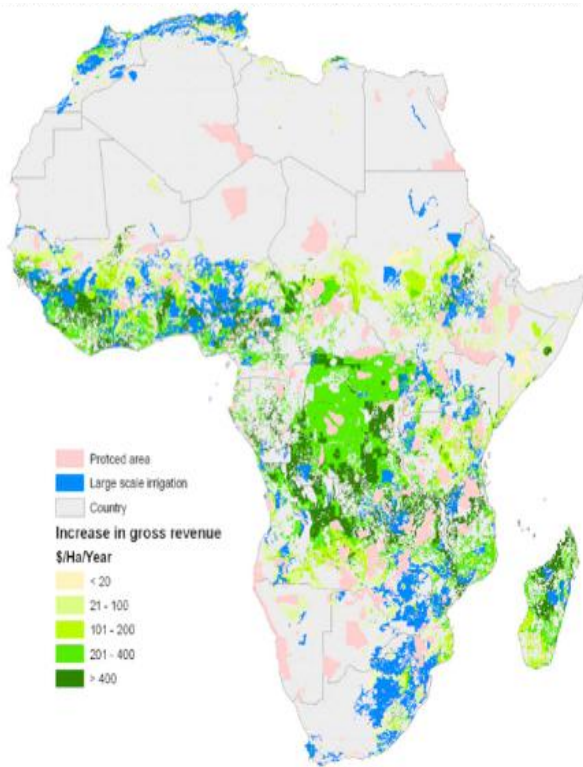 Protced area
Large scale irrigation
Country
Increase in gross revenue
$/Ha/Year
< 20
21 - 100
101 - 200
201 - 400
> 400